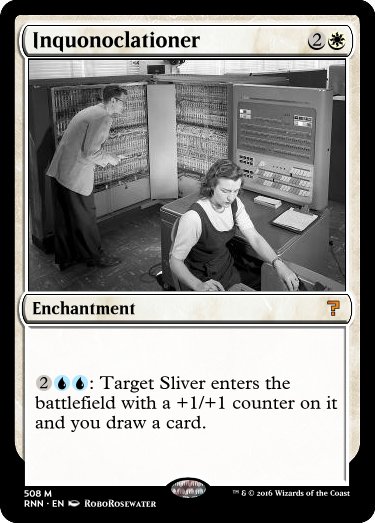 Inquonoclationer 2
Enchantment
2: Target Sliver enters the
battlefield with a +1/+1 counter on it
and you draw a card.
508 M
RNN • EN RoboRosewater
™ & © 2016 Wizards of the Coast